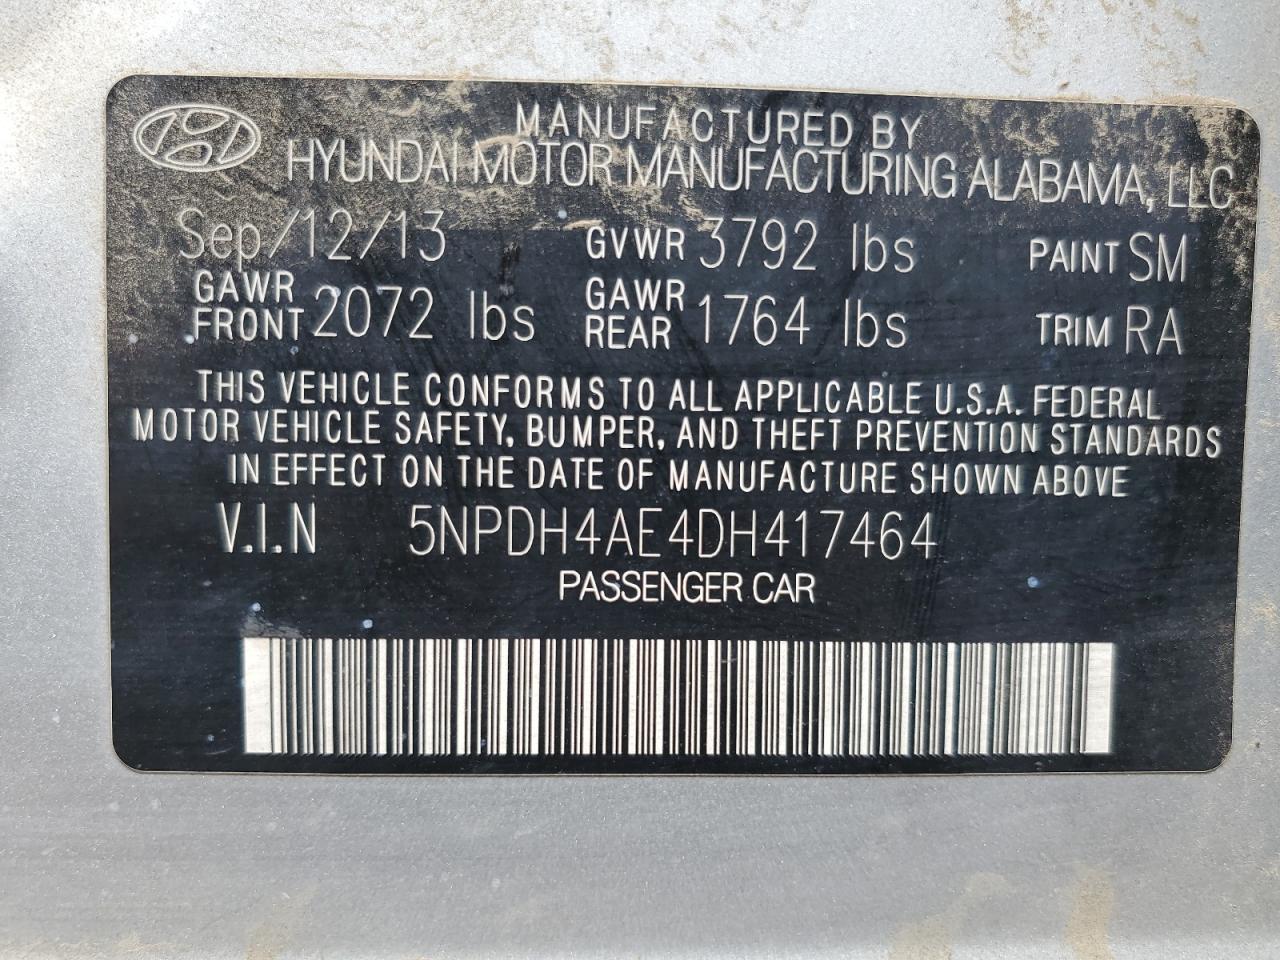 MANUFACTURED BY
HYUNDAI MOTOR MANUFACTURING ALABAMA, LLC
Sep/12/13 GVWR 3792 lbs PAINT SM
GAWR FRONT 2072 lbs GAWR REAR 1764 lbs TRIM RA
THIS VEHICLE CONFORMS TO ALL APPLICABLE U.S.A. FEDERAL
MOTOR VEHICLE SAFETY, BUMPER, AND THEFT PREVENTION STANDARDS
IN EFFECT ON THE DATE OF MANUFACTURE SHOWN ABOVE
V.I.N 5NPDH4AE4DH417464
PASSENGER CAR